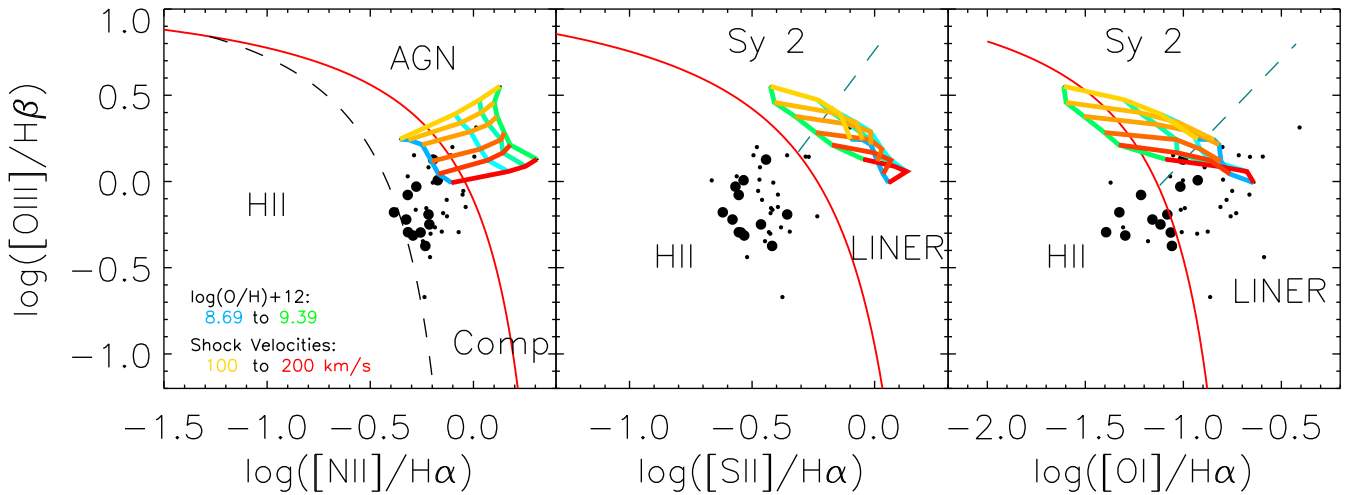 1.0
0.5
0.0
−0.5
−1.0
log([OIII]/Hβ)
AGN
HII
Comp
log(O/H)+12:
8.69 to 9.39
Shock Velocities:
100 to 200 km/s
−1.5 −1.0 −0.5 0.0
log([NII]/Hα)
Sy 2
HII
LINER
−1.0 −0.5 0.0
log([SII]/Hα)
Sy 2
HII
LINER
−2.0 −1.5 −1.0 −0.5
log([OI]/Hα)